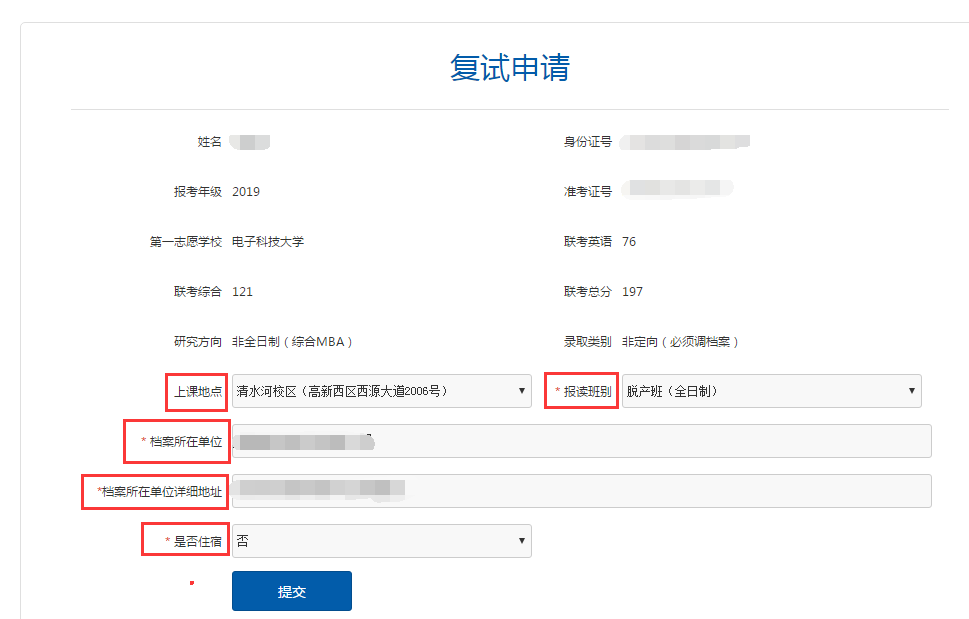 复试申请
姓名 身份证号
报考年级 2019 准考证号
第一志愿学校 电子科技大学 联考英语 76
联考综合 121 联考总分 197
研究方向 非全日制（综合MBA） 录取类别 非定向（必须调档案）
上课地点 清水河校区（高新西区西源大道2006号） * 报读班别 脱产班（全日制）
* 档案所在单位
*档案所在单位详细地址
* 是否住宿 否
提交